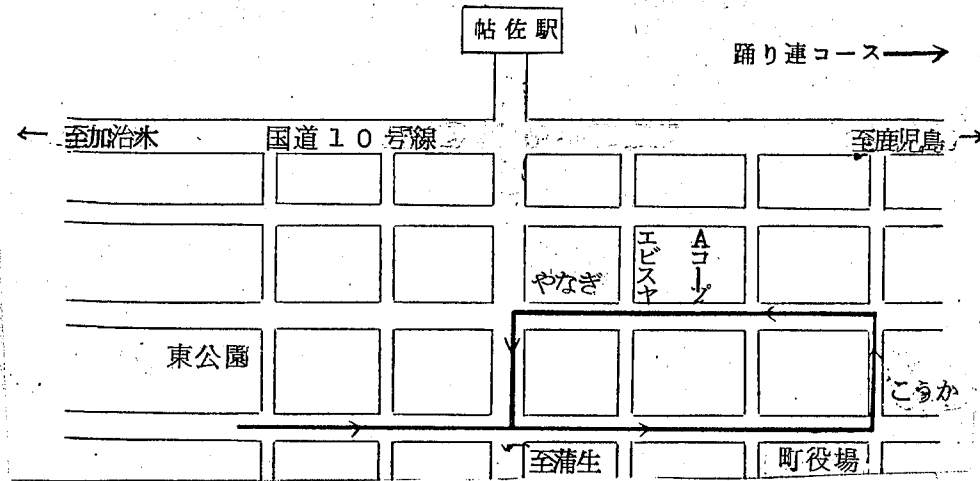 帖佐駅
踊り連コース
至加治木
国道10号線
至鹿児島
やなぎ
エビスヤ
Aコープ
東公園
こうか
至蒲生
町役場